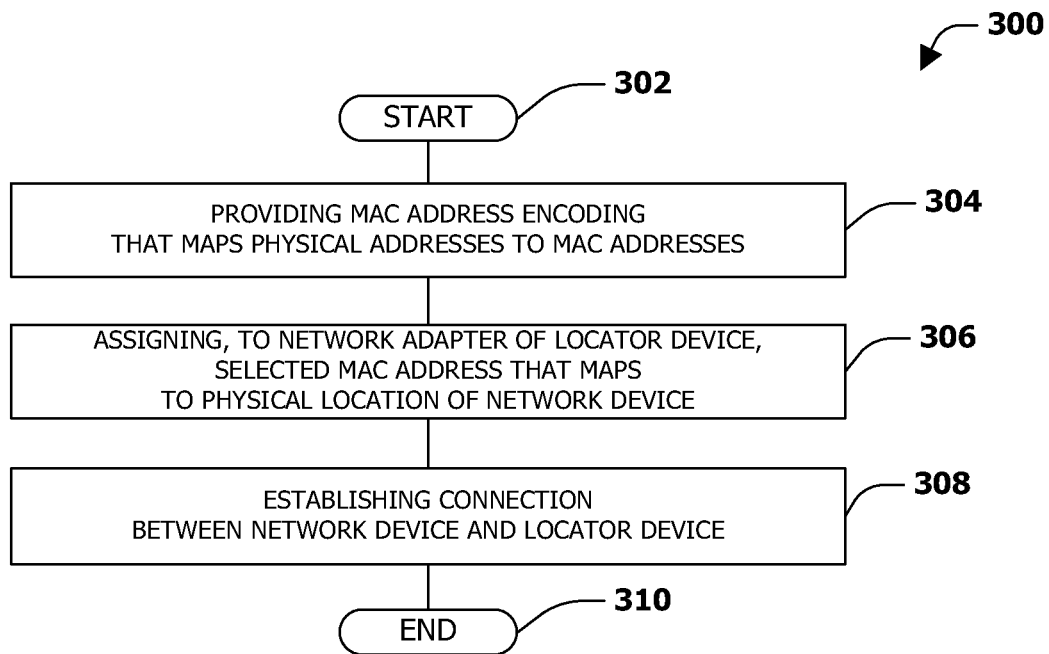 300
302
START
PROVIDING MAC ADDRESS ENCODING
THAT MAPS PHYSICAL ADDRESSES TO MAC ADDRESSES
304
ASSIGNING, TO NETWORK ADAPTER OF LOCATOR DEVICE,
SELECTED MAC ADDRESS THAT MAPS
TO PHYSICAL LOCATION OF NETWORK DEVICE
306
ESTABLISHING CONNECTION
BETWEEN NETWORK DEVICE AND LOCATOR DEVICE
308
END
310